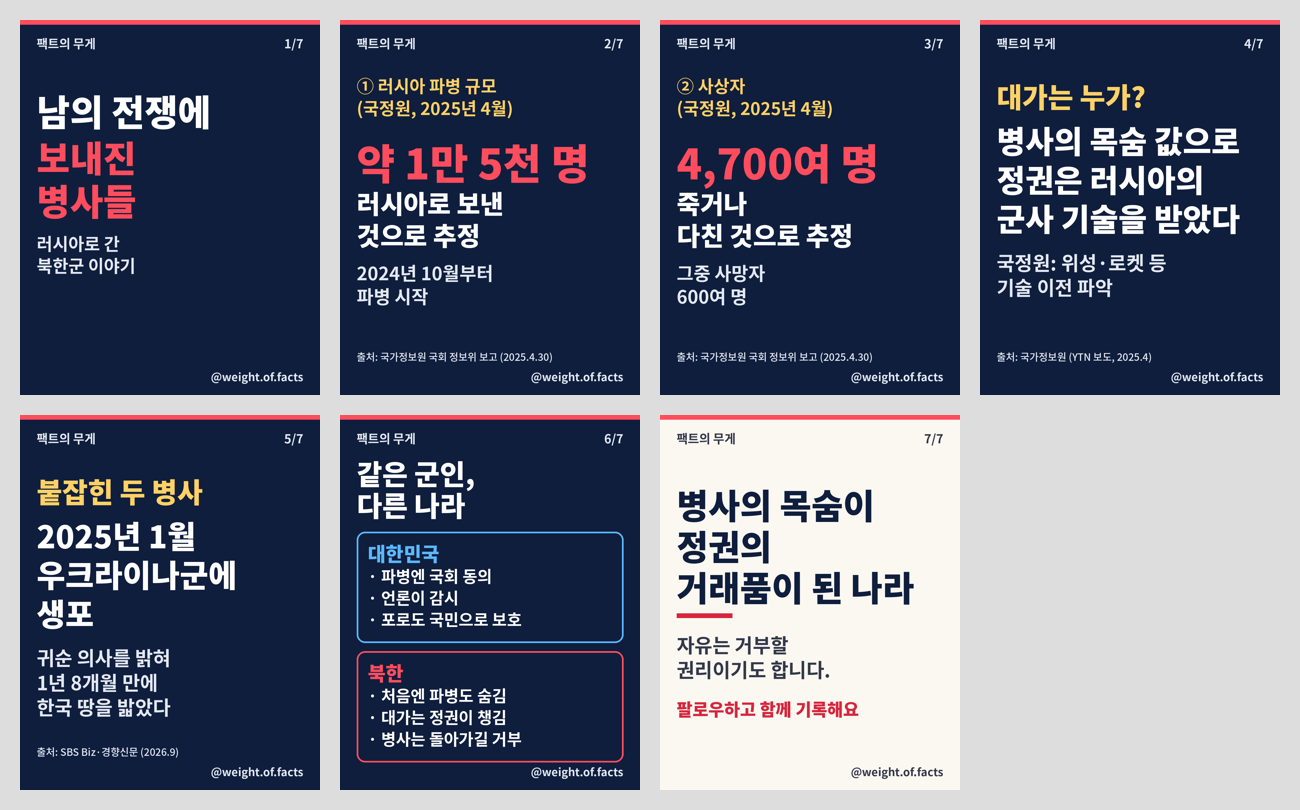 팩트의 무게
1/7
남의 전쟁에
보내진
병사들
러시아로 간
북한군 이야기
@weight.of.facts
팩트의 무게
2/7
① 러시아 파병 규모
(국정원, 2025년 4월)
약 1만 5천 명
러시아로 보낸
것으로 추정
2024년 10월부터
파병 시작
출처: 국가정보원 국회 정보위 보고 (2025.4.30)
@weight.of.facts
팩트의 무게
3/7
② 사상자
(국정원, 2025년 4월)
4,700여 명
죽거나
다친 것으로 추정
그중 사망자
600여 명
출처: 국가정보원 국회 정보위 보고 (2025.4.30)
@weight.of.facts
팩트의 무게
4/7
대가는 누가?
병사의 목숨 값으로
정권은 러시아의
군사 기술을 받았다
국정원: 위성·로켓 등
기술 이전 파악
출처: 국가정보원 (YTN 보도, 2025.4)
@weight.of.facts
팩트의 무게
5/7
붙잡힌 두 병사
2025년 1월
우크라이나군에
생포
귀순 의사를 밝혀
1년 8개월 만에
한국 땅을 밟았다
출처: SBS Biz·경향신문 (2026.9)
@weight.of.facts
팩트의 무게
6/7
같은 군인,
다른 나라
대한민국
· 파병엔 국회 동의
· 언론이 감시
· 포로도 국민으로 보호
북한
· 처음엔 파병도 숨김
· 대가는 정권이 챙김
· 병사는 돌아가길 거부
@weight.of.facts
팩트의 무게
7/7
병사의 목숨이
정권의
거래품이 된 나라
자유는 거부할
권리이기도 합니다.
팔로우하고 함께 기록해요
@weight.of.facts